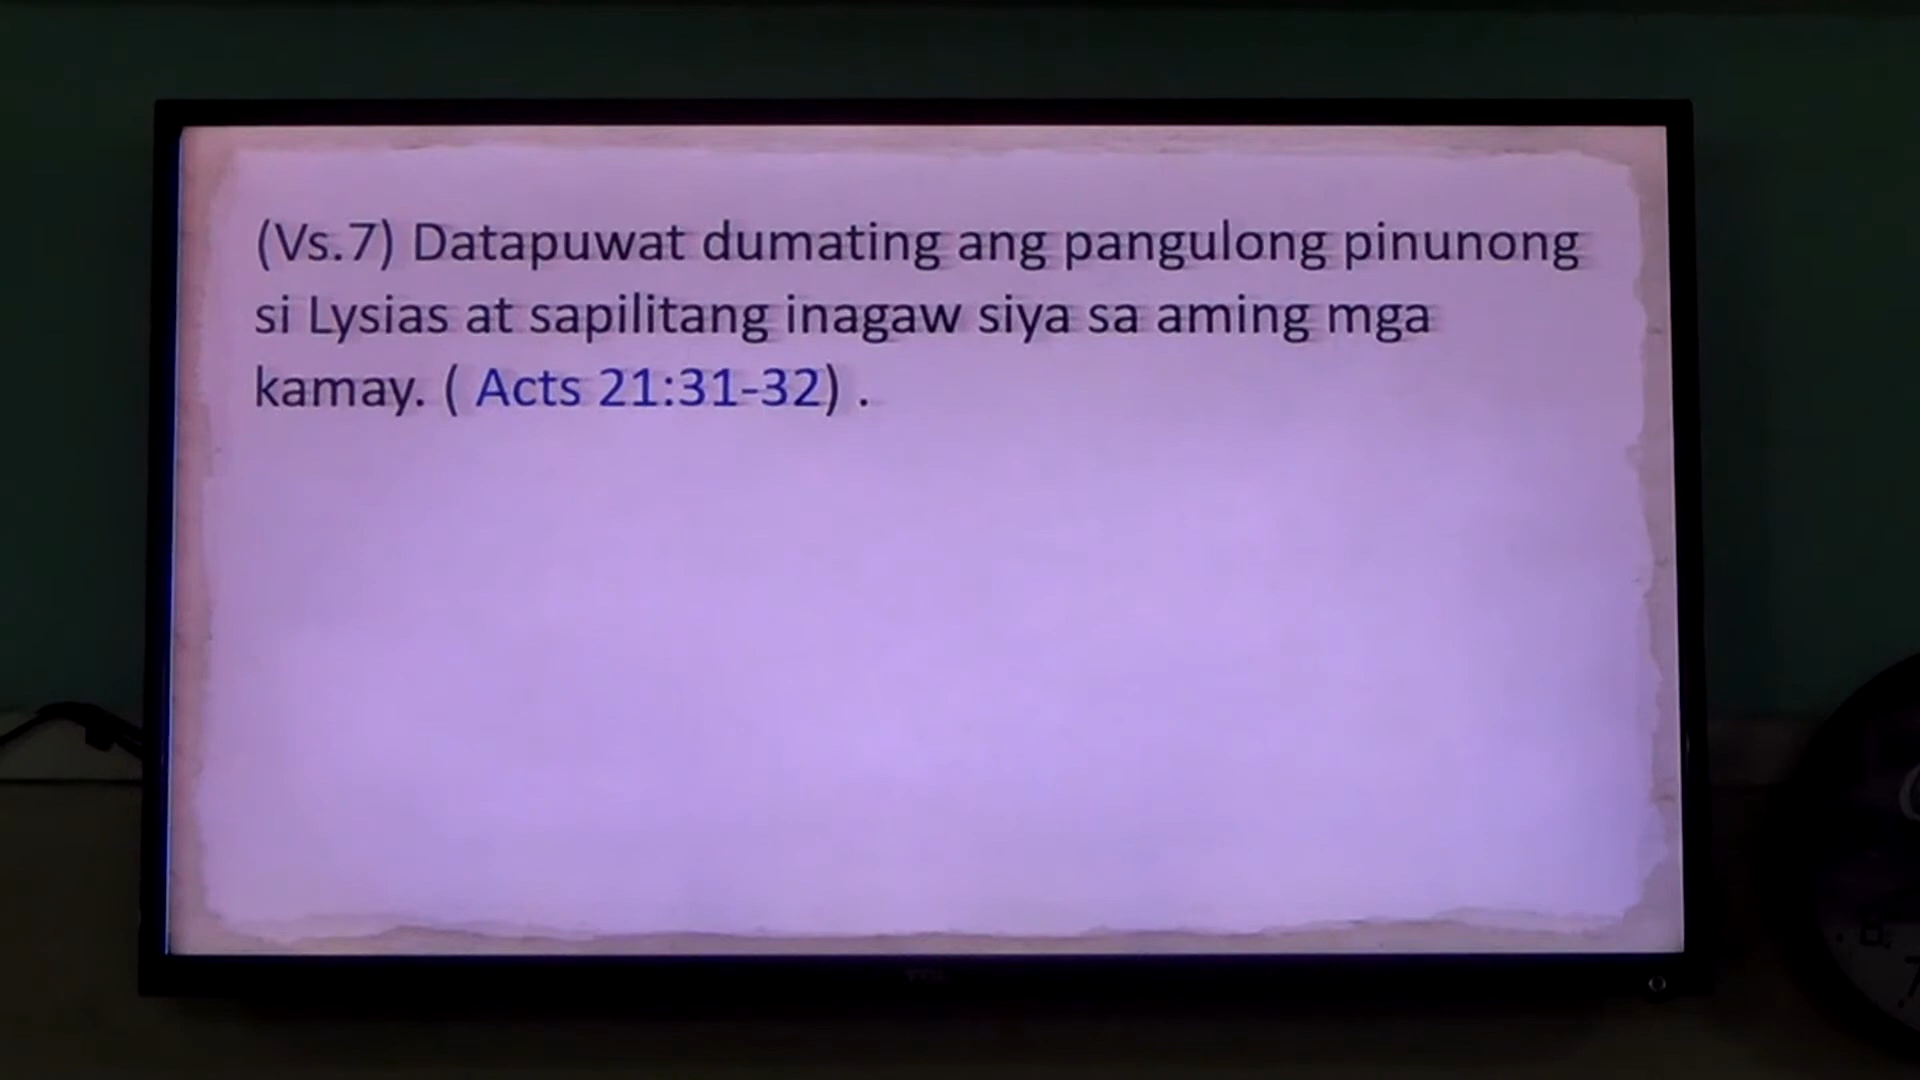 (Vs.7) Datapuwat dumating ang pangulong pinunong
si Lysias at sapilitang inagaw siya sa aming mga
kamay. ( Acts 21:31-32) .